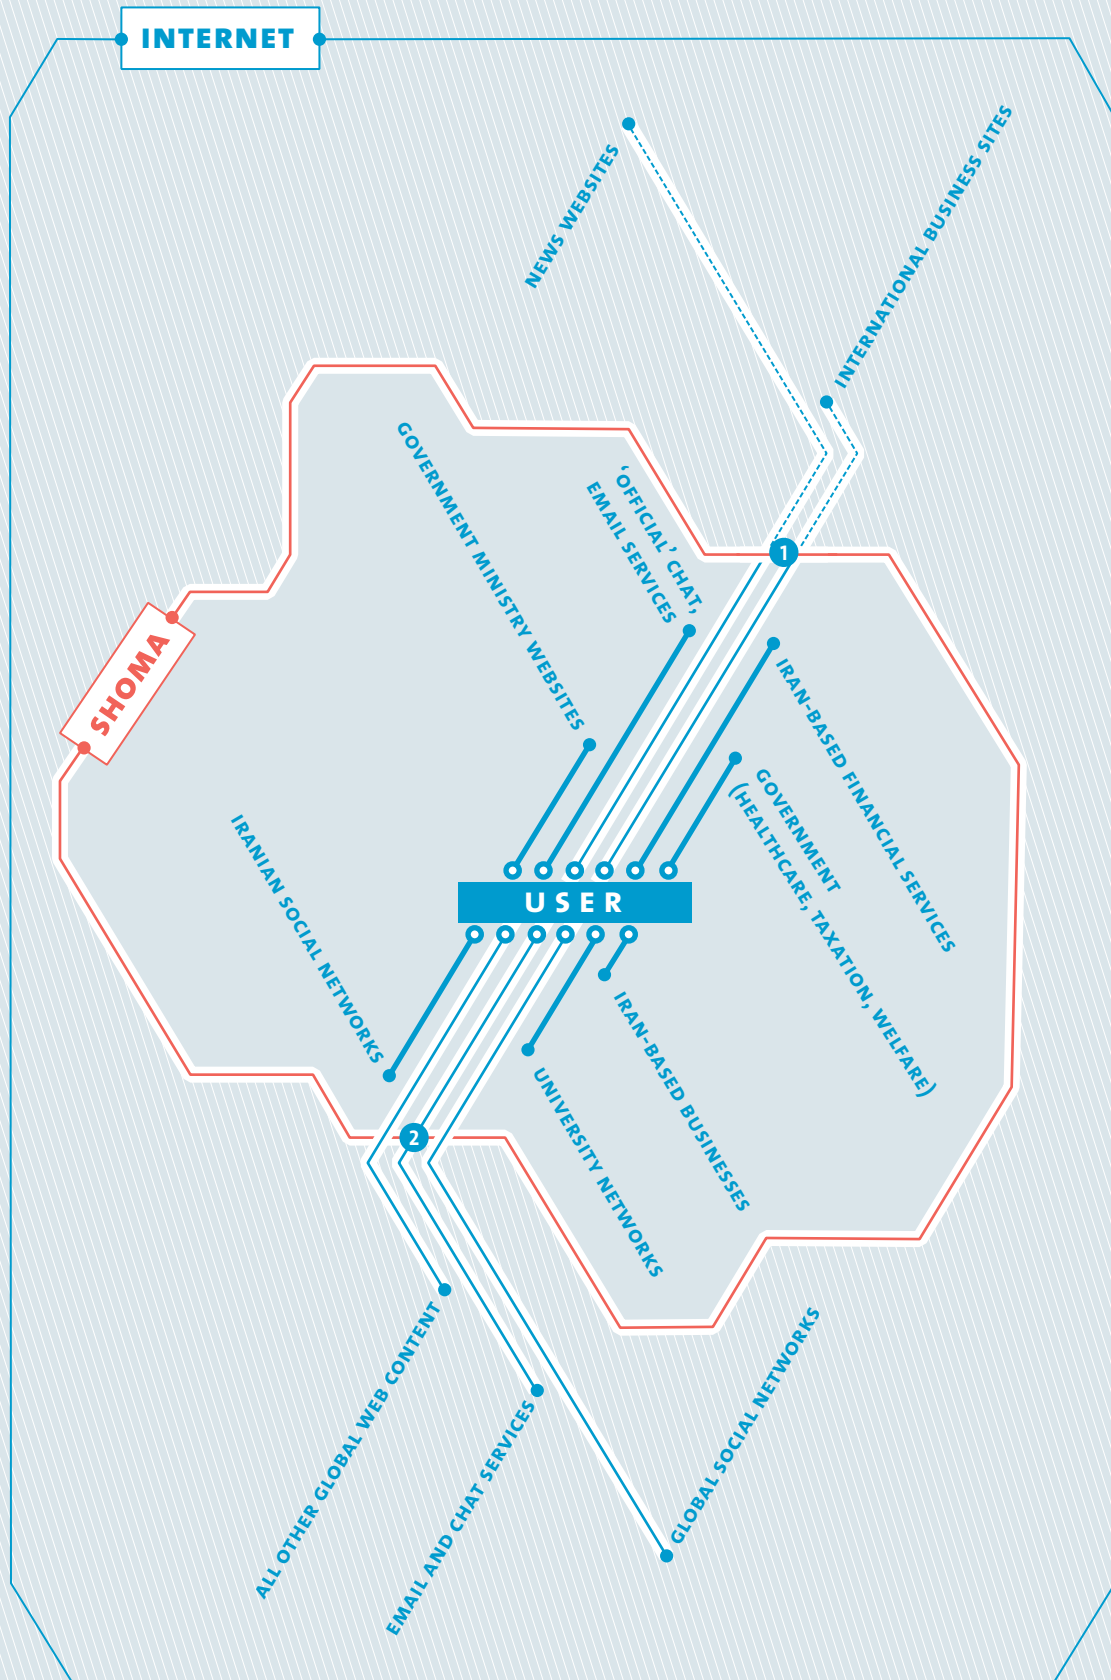 INTERNET
NEWS WEBSITES
INTERNATIONAL BUSINESS SITES
GOVERNMENT MINISTRY WEBSITES
‘OFFICIAL’ CHAT,
EMAIL SERVICES
1
SHOMA
IRAN-BASED FINANCIAL SERVICES
GOVERNMENT
(HEALTHCARE, TAXATION, WELFARE)
IRANIAN SOCIAL NETWORKS
USER
IRAN-BASED BUSINESSES
UNIVERSITY NETWORKS
2
ALL OTHER GLOBAL WEB CONTENT
EMAIL AND CHAT SERVICES
GLOBAL SOCIAL NETWORKS